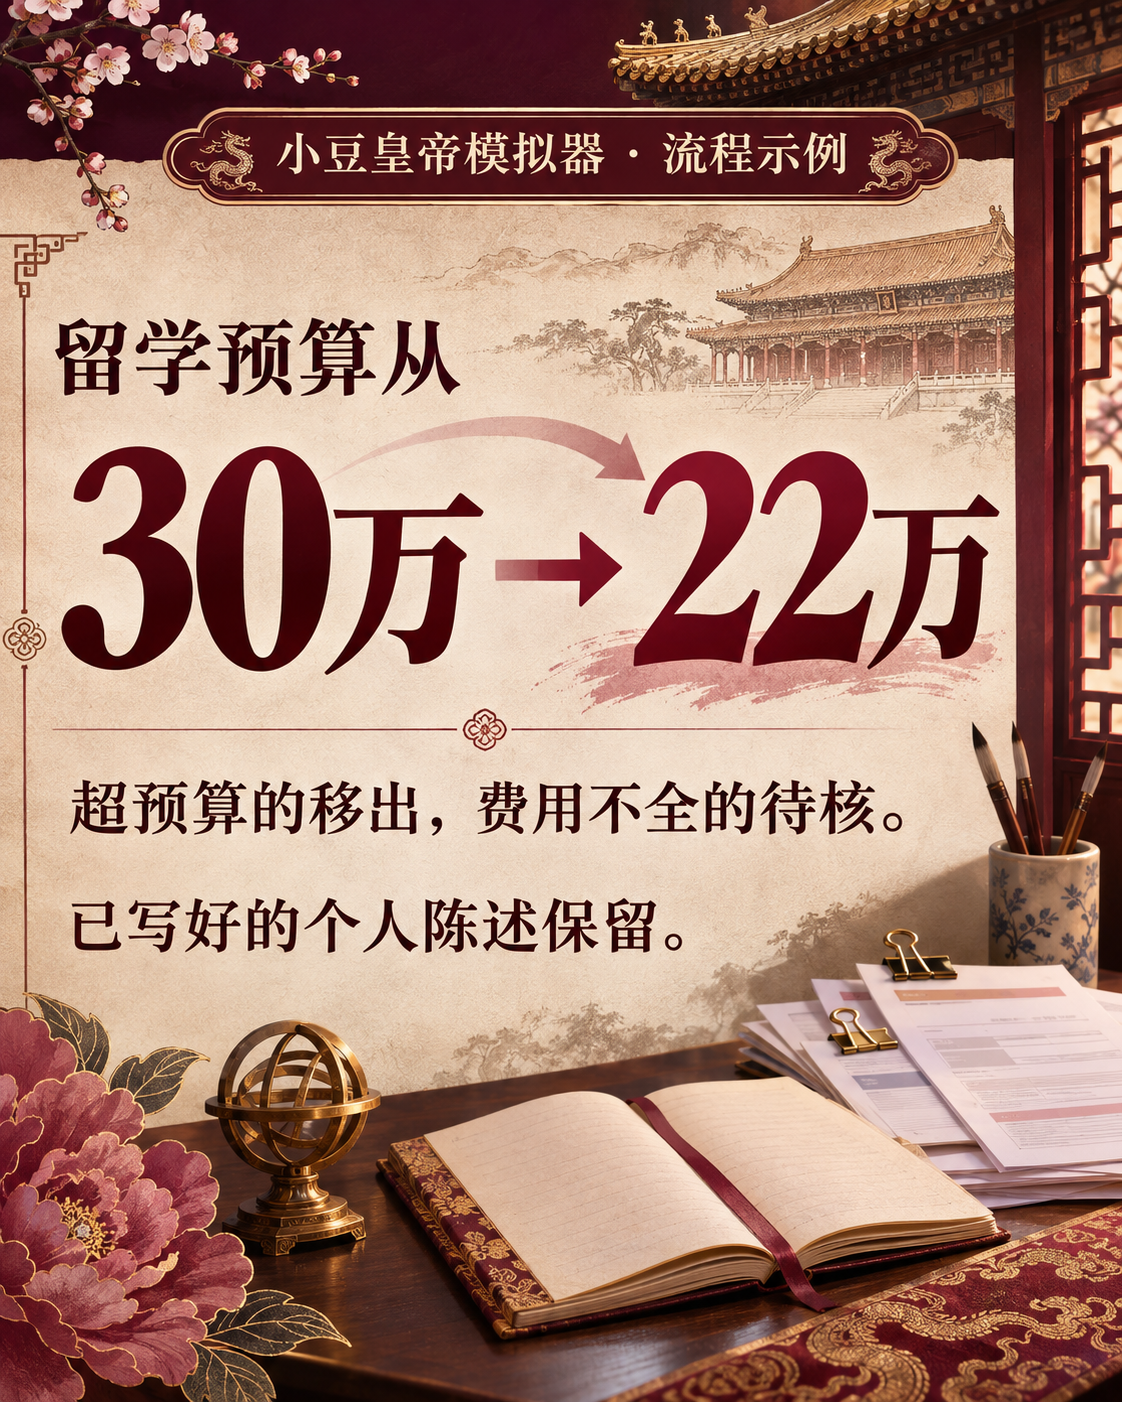 小豆皇帝模拟器 · 流程示例
留学预算从
30万→22万
超预算的移出，费用不全的待核。
已写好的个人陈述保留。